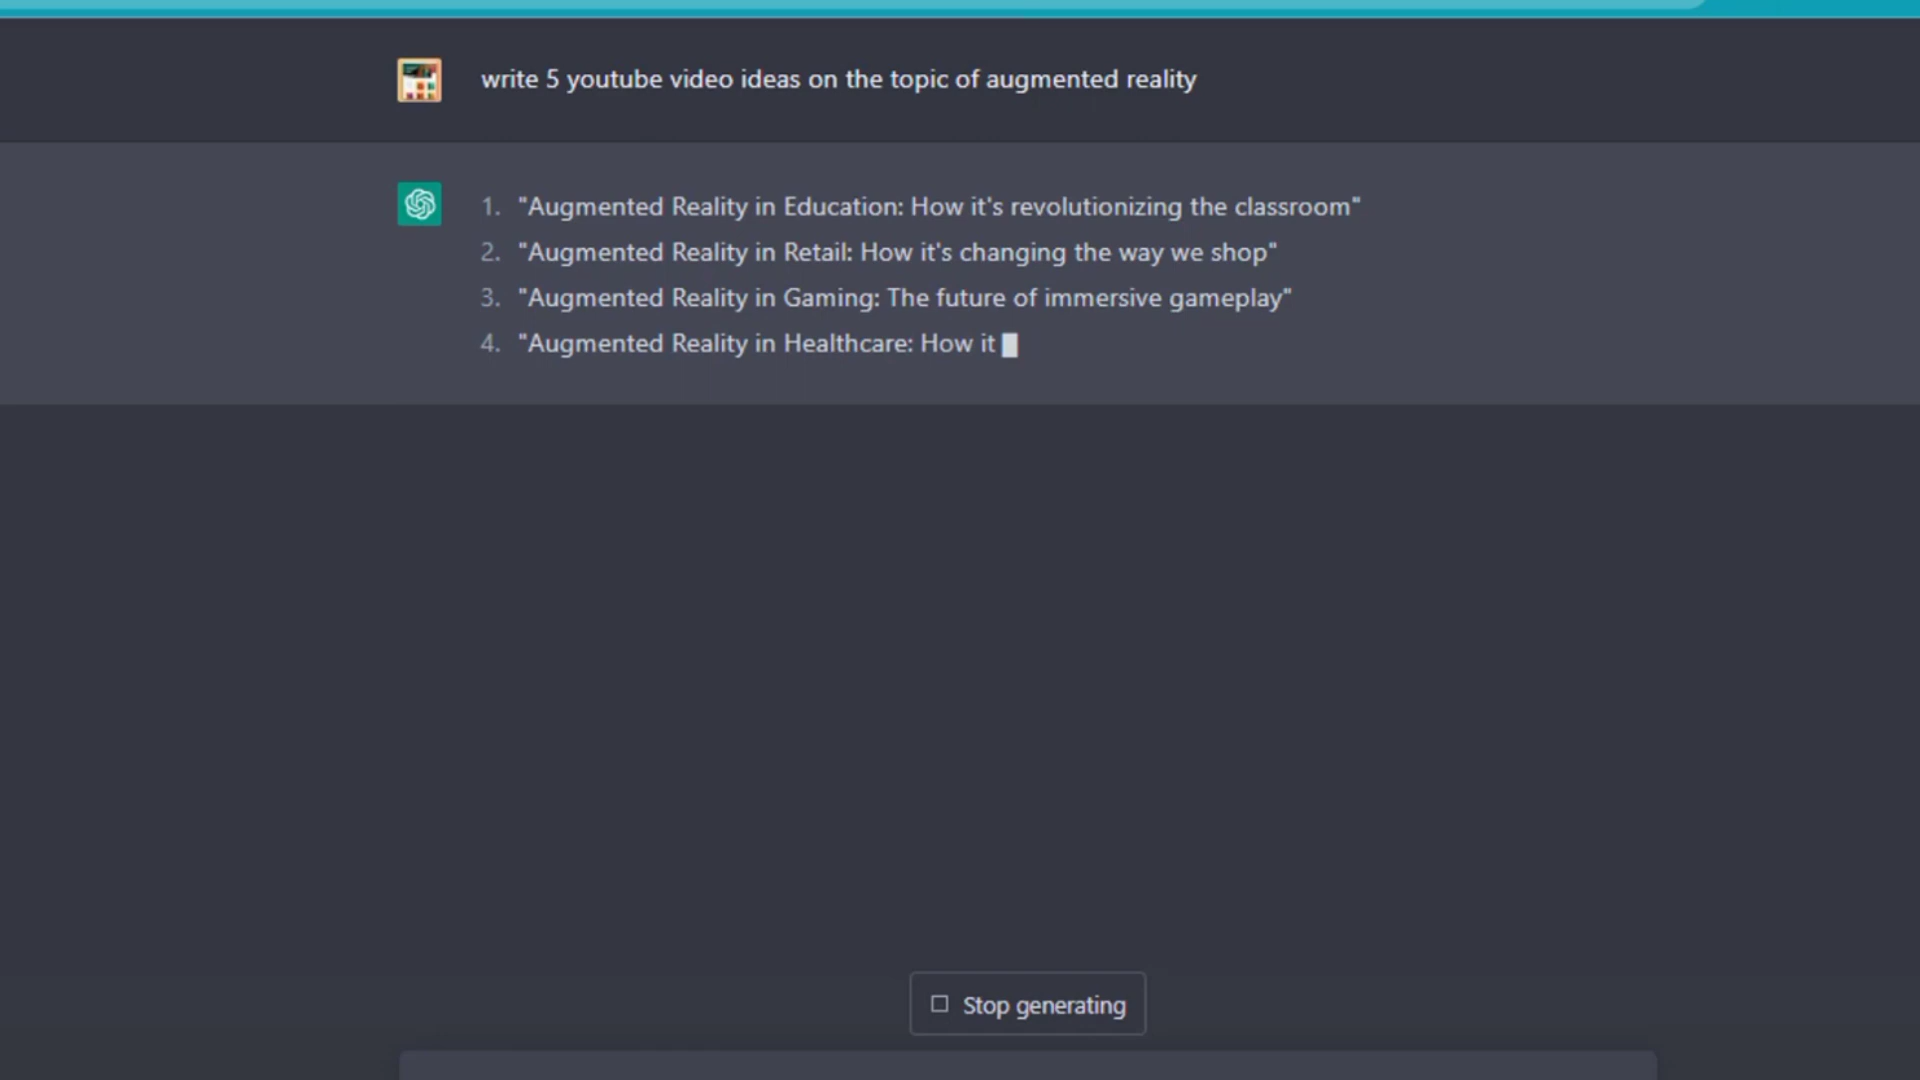 write 5 youtube video ideas on the topic of augmented reality
1. "Augmented Reality in Education: How it's revolutionizing the classroom"
2. "Augmented Reality in Retail: How it's changing the way we shop"
3. "Augmented Reality in Gaming: The future of immersive gameplay"
4. "Augmented Reality in Healthcare: How it
Stop generating